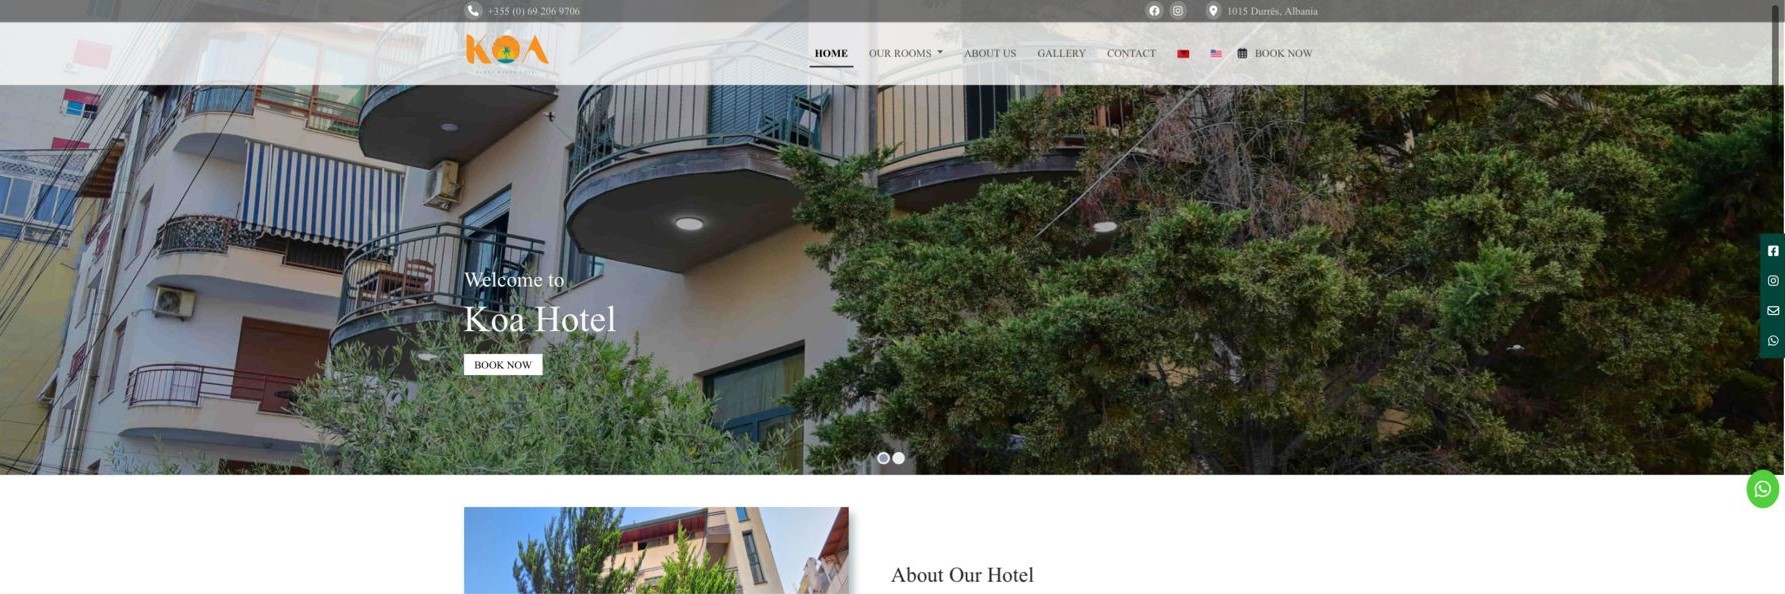 +355 (0) 69 206 9706
1015 Durrës, Albania
KOA
HOME
OUR ROOMS
ABOUT US
GALLERY
CONTACT
BOOK NOW
Welcome to
Koa Hotel
BOOK NOW
About Our Hotel